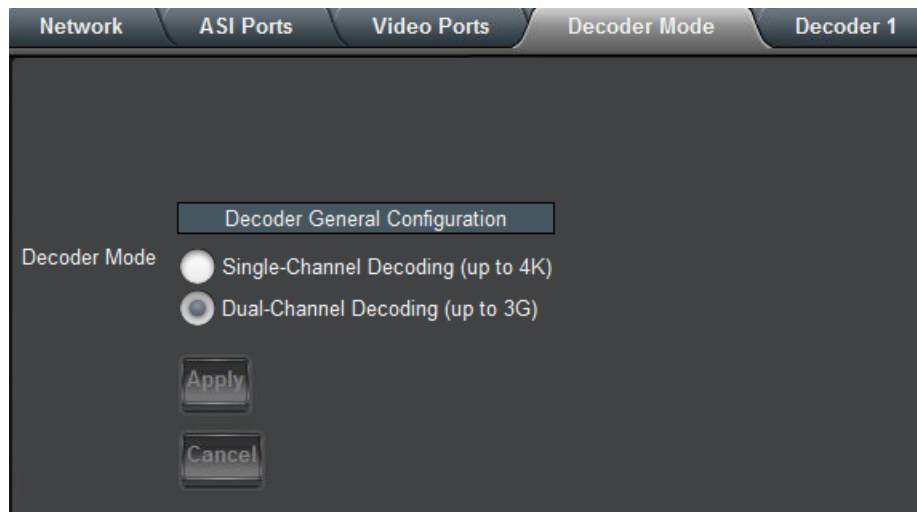 Network ASI Ports Video Ports Decoder Mode Decoder 1
Decoder General Configuration
Decoder Mode
Single-Channel Decoding (up to 4K)
Dual-Channel Decoding (up to 3G)
Apply
Cancel